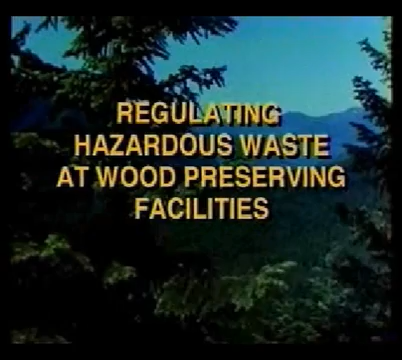 REGULATING
HAZARDOUS WASTE
AT WOOD PRESERVING
FACILITIES